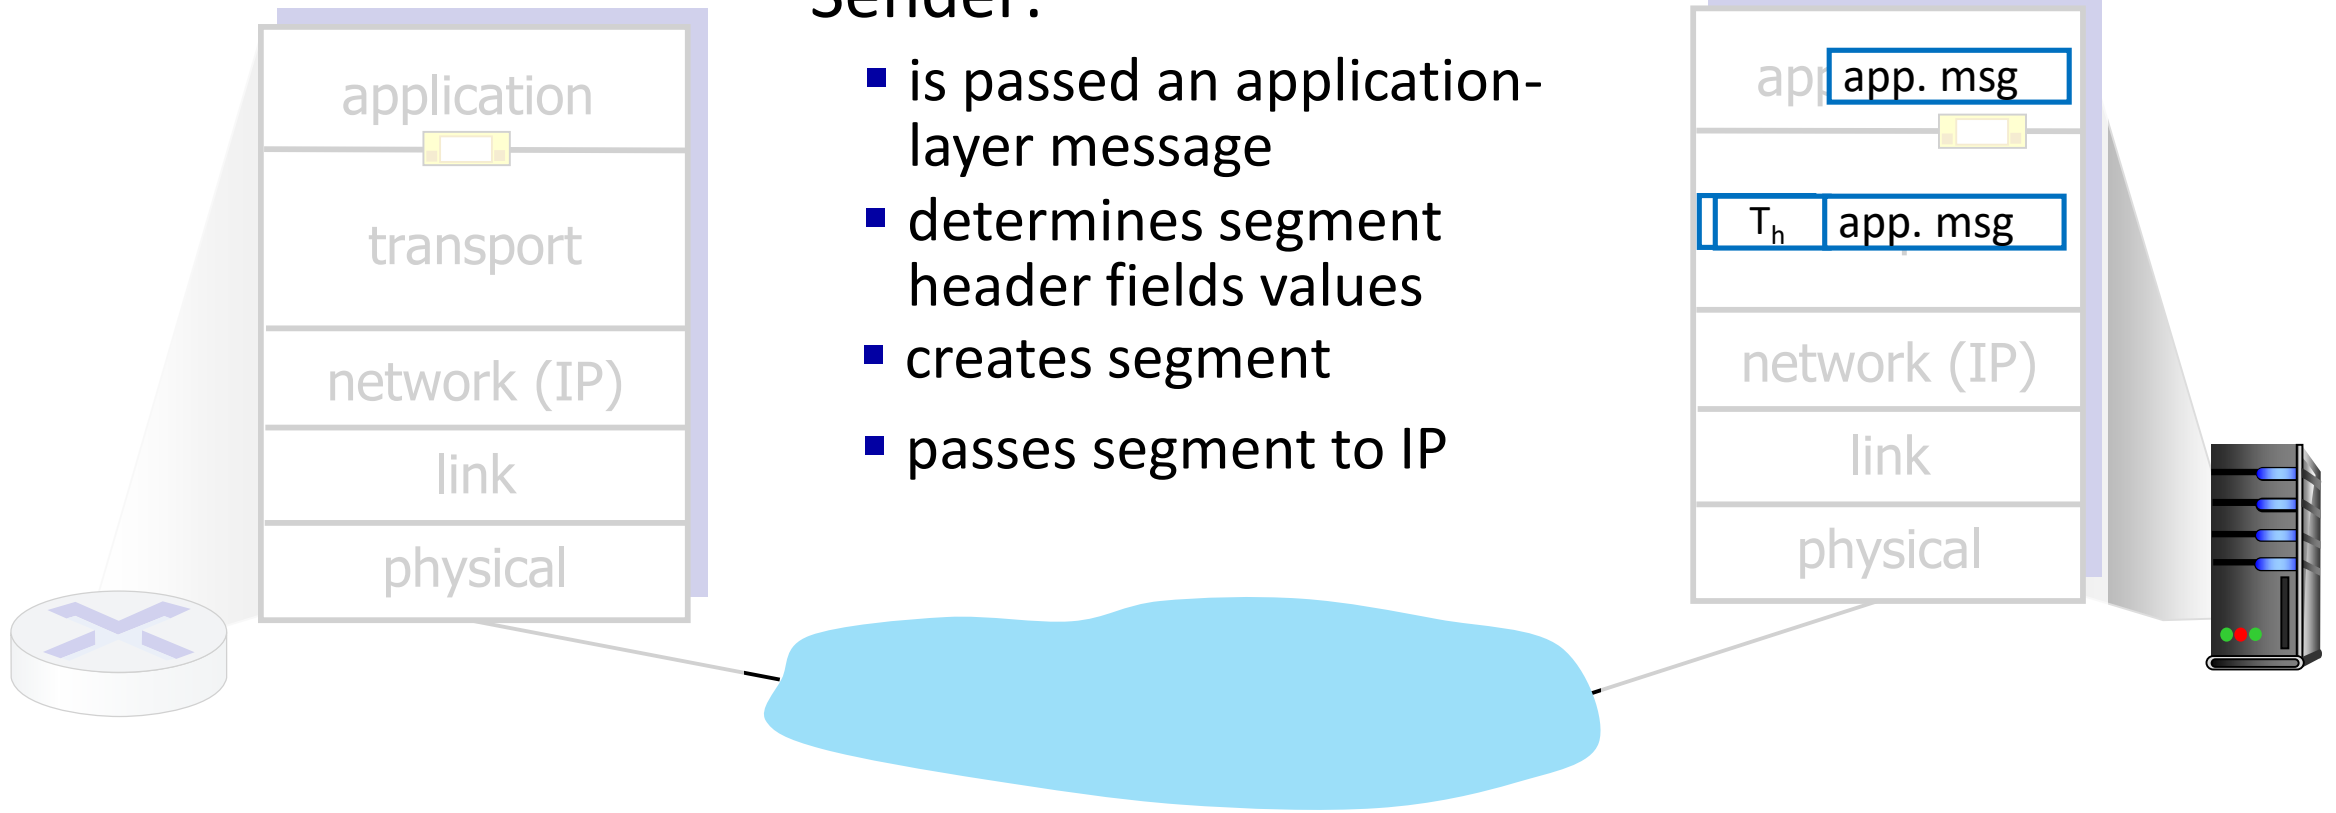 application
transport
network (IP)
link
physical
Sender:
is passed an application-
layer message
determines segment
header fields values
creates segment
passes segment to IP
app. msg
Th app. msg
network (IP)
link
physical